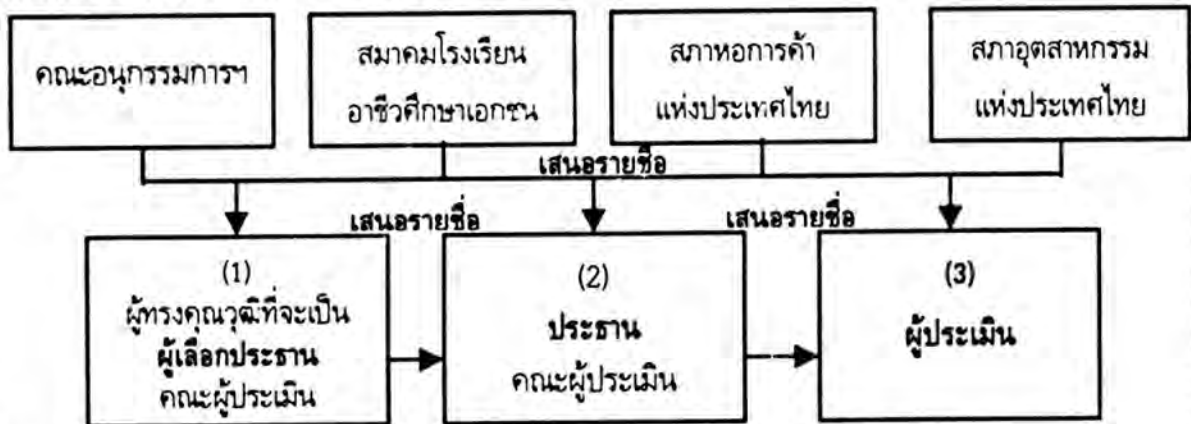 คณะอนุกรรมการฯ
สมาคมโรงเรียน
อาชีวศึกษาเอกชน
สภาหอการค้า
แห่งประเทศไทย
สภาอุตสาหกรรม
แห่งประเทศไทย
เสนอรายชื่อ
เสนอรายชื่อ
เสนอรายชื่อ
(1)
ผู้ทรงคุณวุฒิที่จะเป็น
ผู้เลือกประธาน
คณะผู้ประเมิน
(2)
ประธาน
คณะผู้ประเมิน
(3)
ผู้ประเมิน